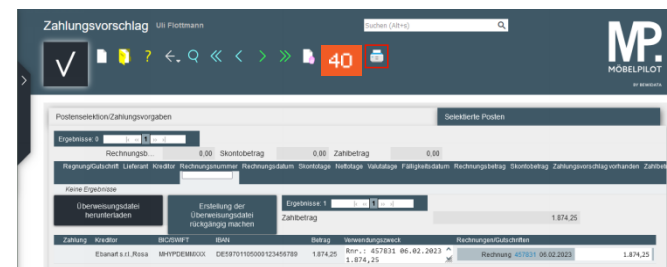 Zahlungsvorschlag Uli Flottmann
Suchen (Alt+s)
?
40
MP.
MÖBELPILOT
Postenselektion/Zahlungsvorgaben
Selektierte Posten
Ergebnisse: 0 1
Rechnungsb... 0,00 Skontobetrag 0,00 Zahlbetrag 0,00
Regnung/Gutschrift Lieferant Kreditor Rechnungsnummer Rechnungsdatum Skontotage Nettotage Valutatage Fälligkeitsdatum Rechnungsbetrag Skontobetrag Zahlungsvorschlag vorhanden Zahlbet
Keine Ergebnisse
Überweisungsdatei
herunterladen
Erstellung der
Überweisungsdatei
rückgängig machen
Ergebnisse: 1 1
Zahlbetrag 1.874,25
Zahlung Kreditor BIC/SWIFT IBAN Betrag Verwendungszweck Rechnungen/Gutschriften
Ebanart s.r.l.,Rosa MHYPDEMMXXX DE59701105000123456789 1.874,25 Rnr.: 457831 06.02.2023 Rechnung 457831 06.02.2023 1.874,25
1.874,25